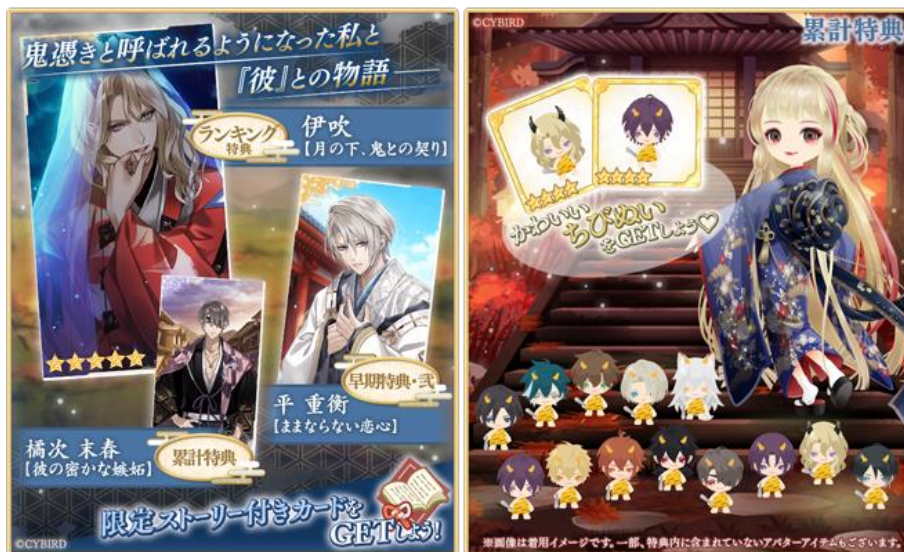 鬼憑きと呼ばれるようになった私と
『彼』との物語――
ランキング
特典
伊吹
【月の下、鬼との契り】
早期特典・弐
平 重衡
【ままならない恋心】
橘次 末春
【彼の密かな嫉妬】
累計特典
限定ストーリー付きカードを
GETしよう!
©CYBIRD
©CYBIRD
累計特典
かわいい
ちびぬい
をGETしよう♡
※画像は着用イメージです。一部、特典内に含まれていないアバターアイテムもございます。